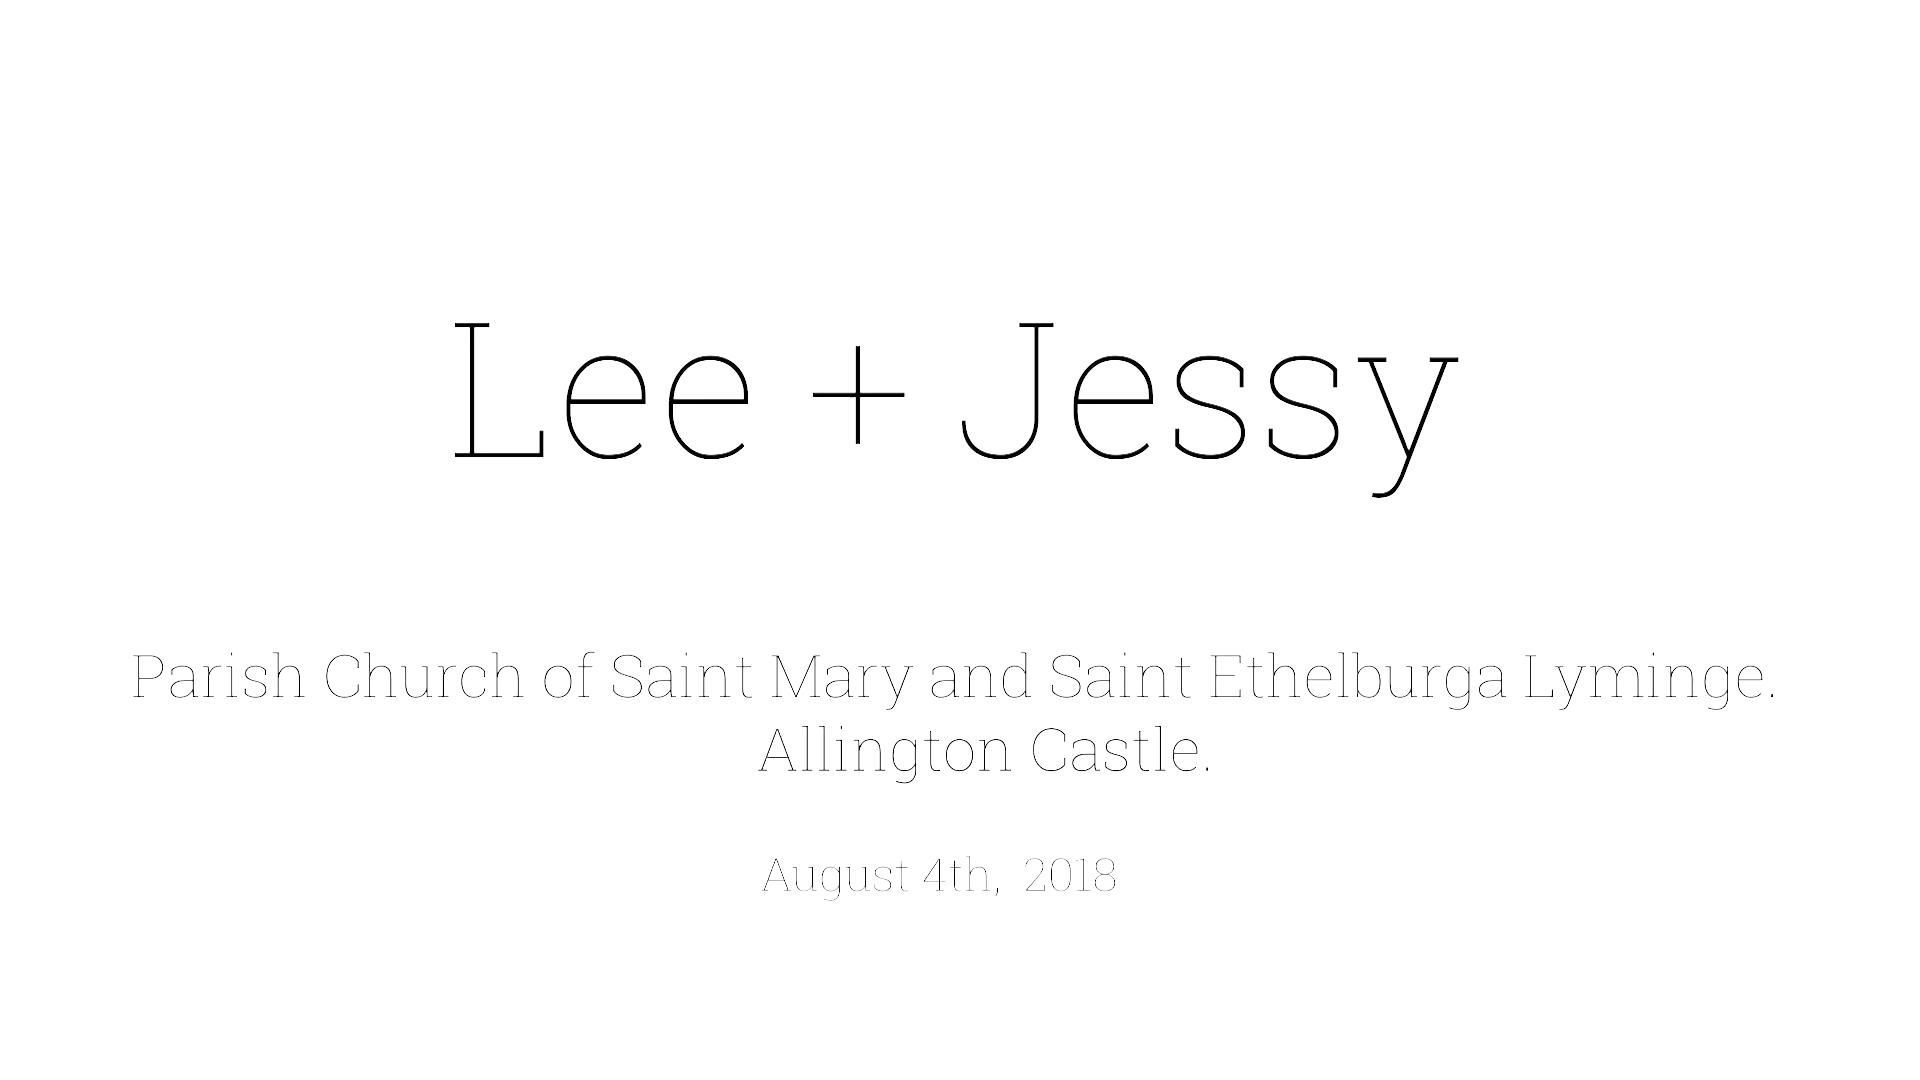 Lee + Jessy
Parish Church of Saint Mary and Saint Ethelburga Lyminge.
Allington Castle.
August 4th, 2018